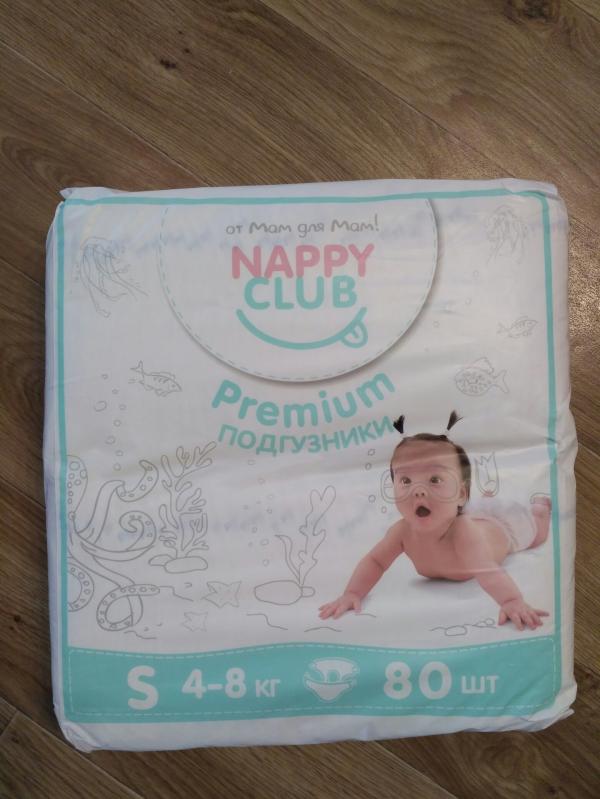 от Мам для Мам!
NAPPY
CLUB
Premium
ПОДГУЗНИКИ
S 4-8 кг 80 шт